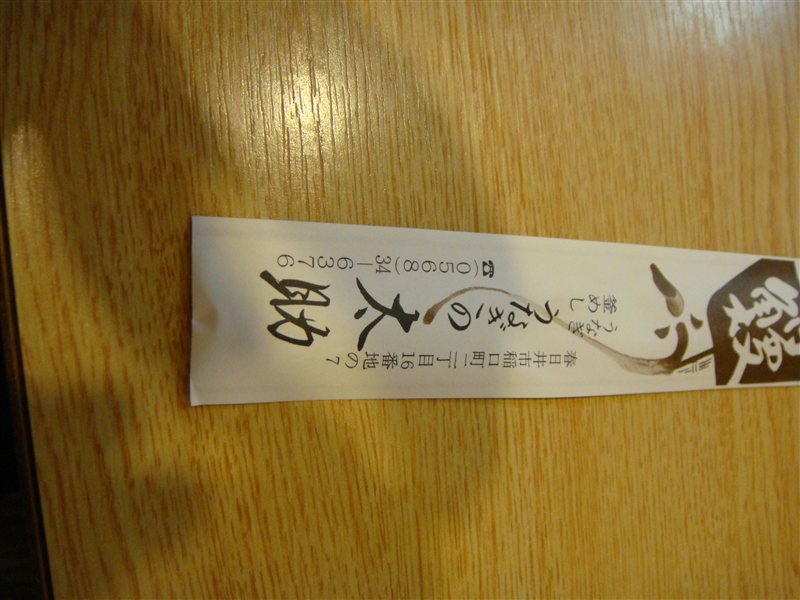 鰻
春日井市稲口町二丁目16番地の7
うなぎ
釜めし
うなぎの太助
☎(0568)34-6376